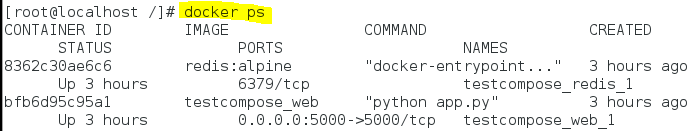 [root@localhost /]# docker ps
CONTAINER ID        IMAGE               COMMAND                  CREATED
      STATUS              PORTS                    NAMES
8362c30ae6c6        redis:alpine        "docker-entrypoint..."   3 hours ago
      Up 3 hours          6379/tcp                 testcompose_redis_1
bfb6d95c95a1        testcompose_web     "python app.py"          3 hours ago
      Up 3 hours          0.0.0.0:5000->5000/tcp   testcompose_web_1